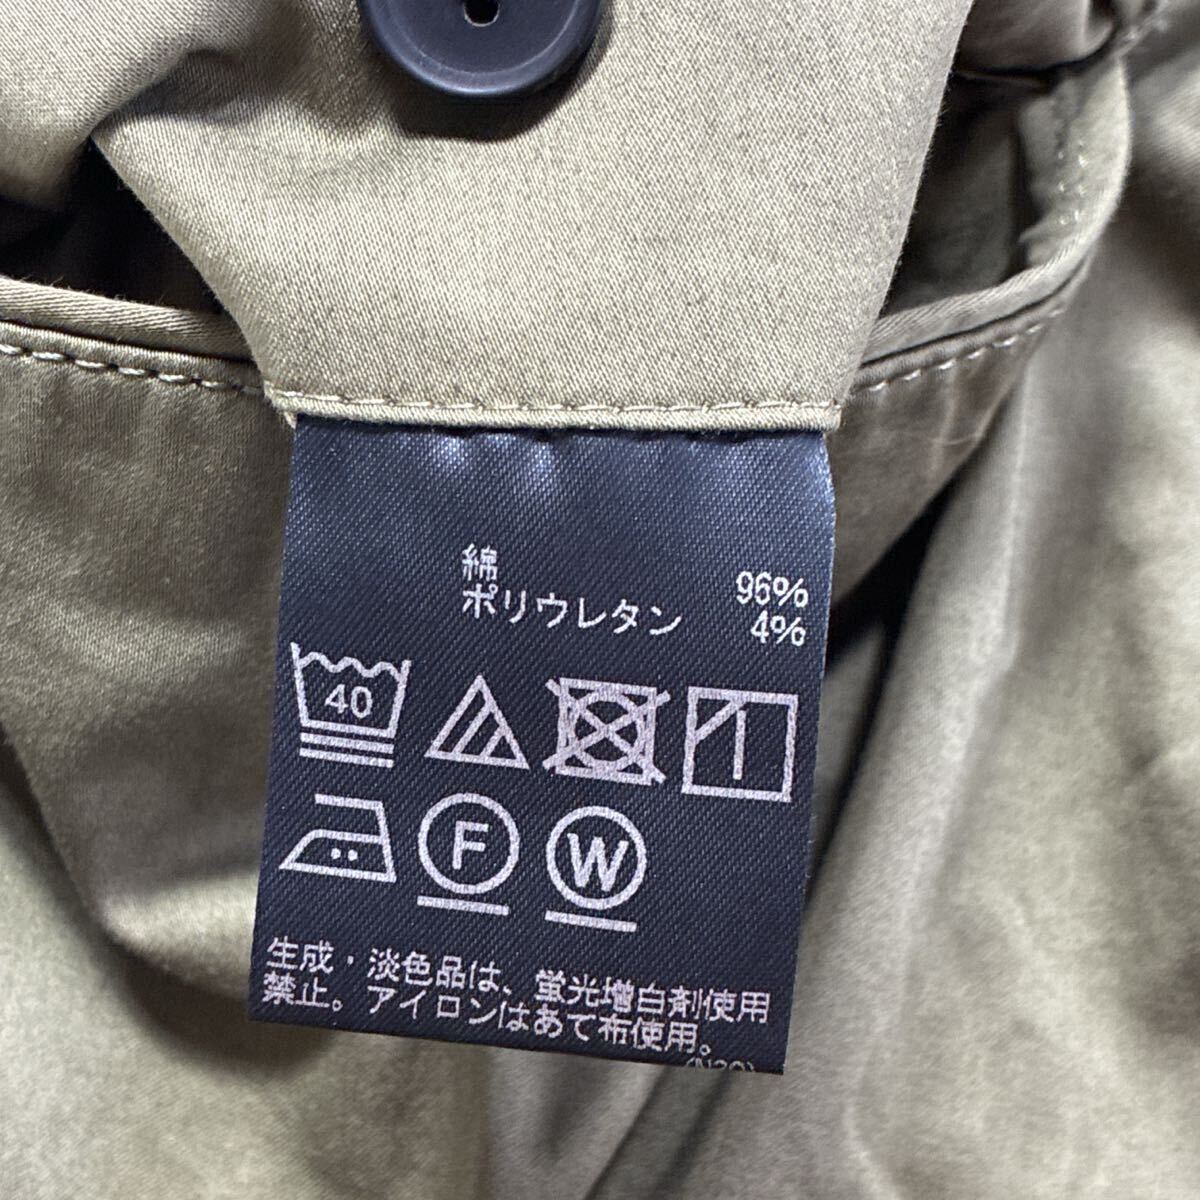 綿 96%
ポリウレタン 4%
40
F W
生成・淡色品は、蛍光増白剤使用
禁止。アイロンはあて布使用。